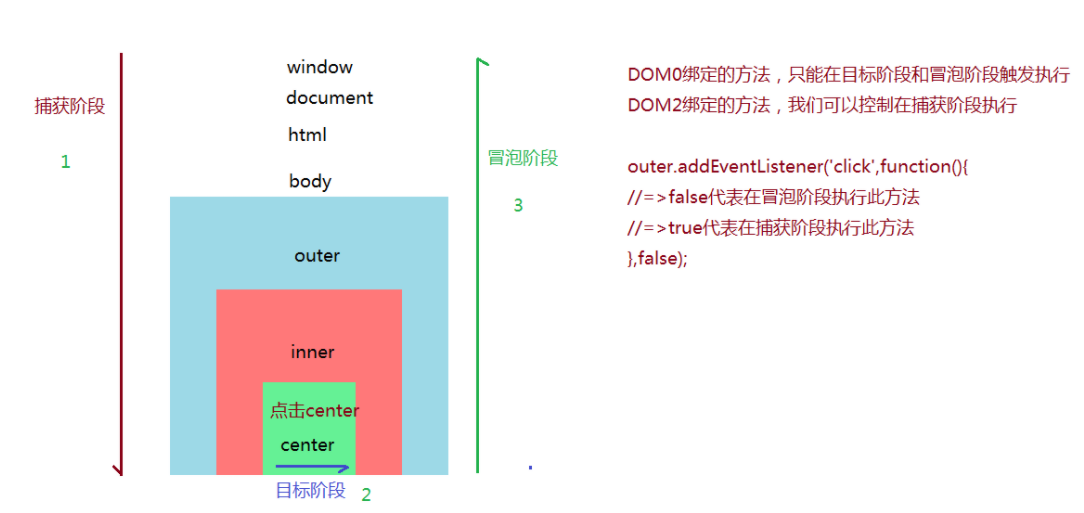 捕获阶段
1
window
document
html
body
outer
inner
点击center
center
目标阶段
2
冒泡阶段
3
DOM0绑定的方法，只能在目标阶段和冒泡阶段触发执行
DOM2绑定的方法，我们可以控制在捕获阶段执行
outer.addEventListener('click',function(){
//=>false代表在冒泡阶段执行此方法
//=>true代表在捕获阶段执行此方法
},false);